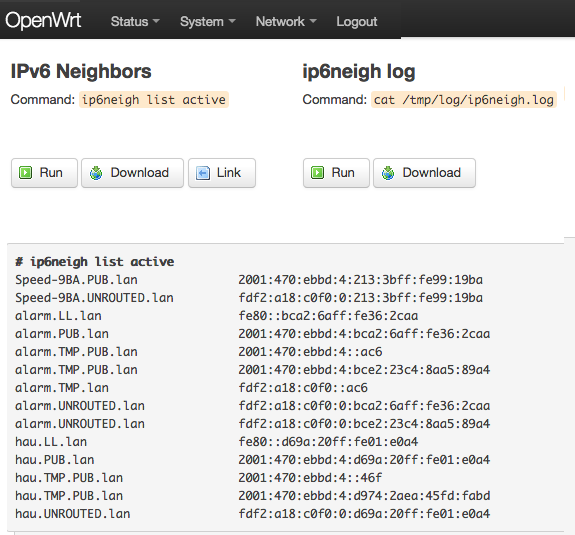 OpenWrt Status System Network Logout
IPv6 Neighbors
Command: ip6neigh list active
Run Download Link
ip6neigh log
Command: cat /tmp/log/ip6neigh.log
Run Download
# ip6neigh list active
Speed-9BA.PUB.lan 2001:470:ebbd:4:213:3bff:fe99:19ba
Speed-9BA.UNROUTED.lan fdf2:a18:c0f0:0:213:3bff:fe99:19ba
alarm.LL.lan fe80::bca2:6aff:fe36:2caa
alarm.PUB.lan 2001:470:ebbd:4:bca2:6aff:fe36:2caa
alarm.TMP.PUB.lan 2001:470:ebbd:4::ac6
alarm.TMP.PUB.lan 2001:470:ebbd:4:bce2:23c4:8aa5:89a4
alarm.TMP.lan fdf2:a18:c0f0::ac6
alarm.UNROUTED.lan fdf2:a18:c0f0:0:bca2:6aff:fe36:2caa
alarm.UNROUTED.lan fdf2:a18:c0f0:0:bce2:23c4:8aa5:89a4
hau.LL.lan fe80::d69a:20ff:fe01:e0a4
hau.PUB.lan 2001:470:ebbd:4:d69a:20ff:fe01:e0a4
hau.TMP.PUB.lan 2001:470:ebbd:4::46f
hau.TMP.PUB.lan 2001:470:ebbd:4:d974:2aea:45fd:fabd
hau.UNROUTED.lan fdf2:a18:c0f0:0:d69a:20ff:fe01:e0a4